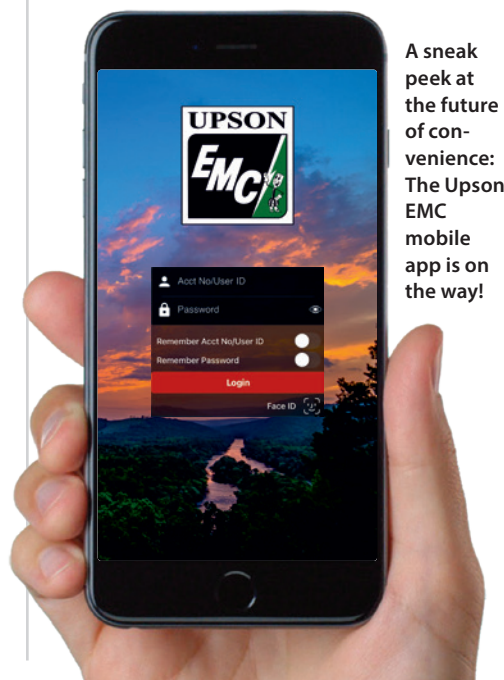 A sneak
peek at
the future
of con-
venience:
The Upson
EMC
mobile
app is on
the way!
UPSON
EMC
Acct No/User ID
Password
Remember Acct No/User ID
Remember Password
Login
Face ID